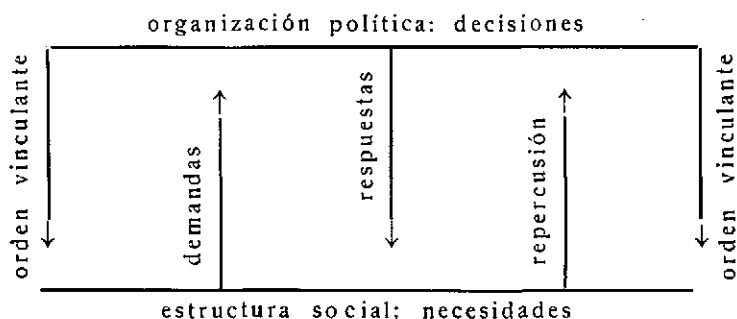 organización política: decisiones
orden vinculante
demandas
respuestas
repercusión
orden vinculante
estructura social: necesidades